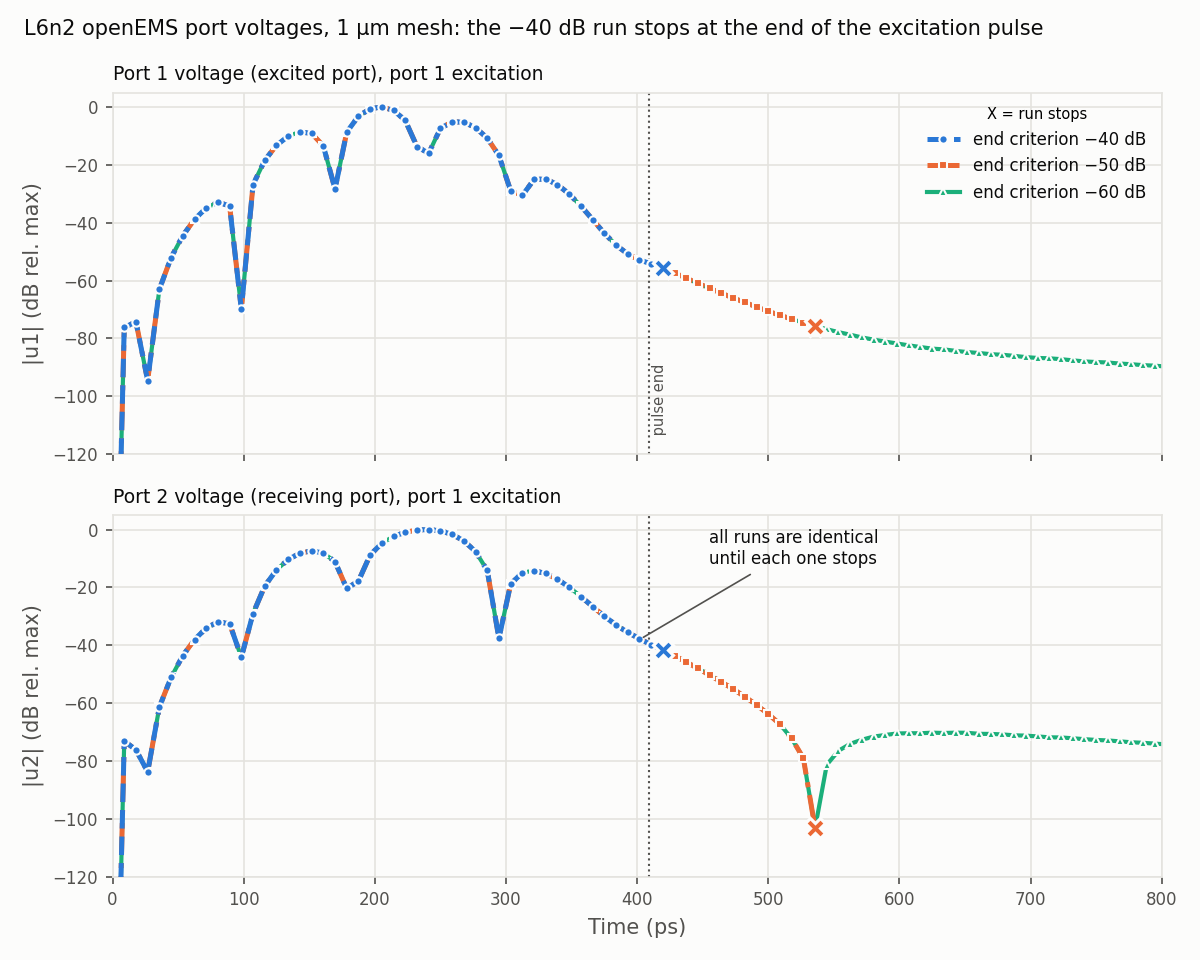 L6n2 openEMS port voltages, 1 µm mesh: the −40 dB run stops at the end of the excitation pulse
Port 1 voltage (excited port), port 1 excitation
|u1| (dB rel. max)
0
−20
−40
−60
−80
−100
−120
X = run stops
end criterion −40 dB
end criterion −50 dB
end criterion −60 dB
pulse end
Port 2 voltage (receiving port), port 1 excitation
|u2| (dB rel. max)
0
−20
−40
−60
−80
−100
−120
all runs are identical
until each one stops
0
100
200
300
400
500
600
700
800
Time (ps)